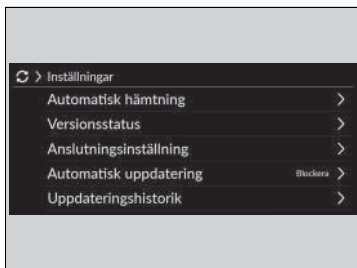 > Inställningar
Automatisk hämtning >
Versionsstatus >
Anslutningsinställning >
Automatisk uppdatering Blockera >
Uppdateringshistorik >